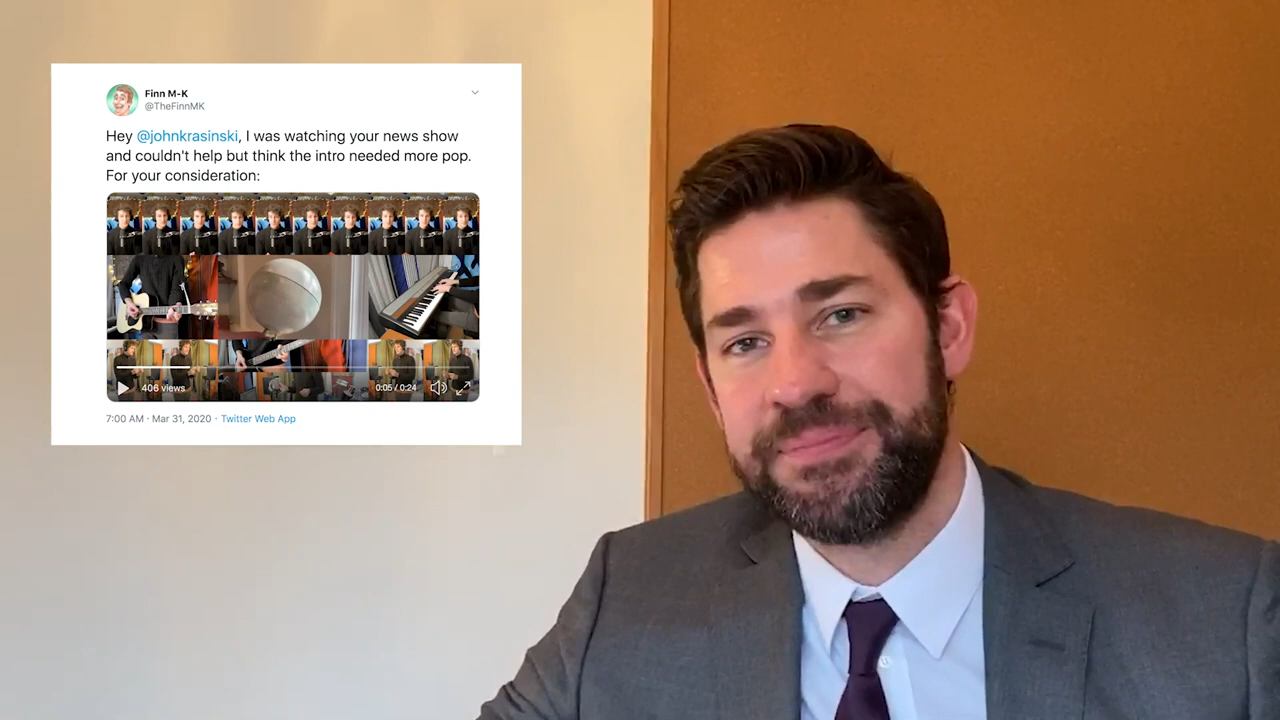 Finn M-K
@TheFinnMK
Hey @johnkrasinski, I was watching your news show
and couldn't help but think the intro needed more pop.
For your consideration:
406 views
0:05 / 0:24
7:00 AM · Mar 31, 2020 · Twitter Web App